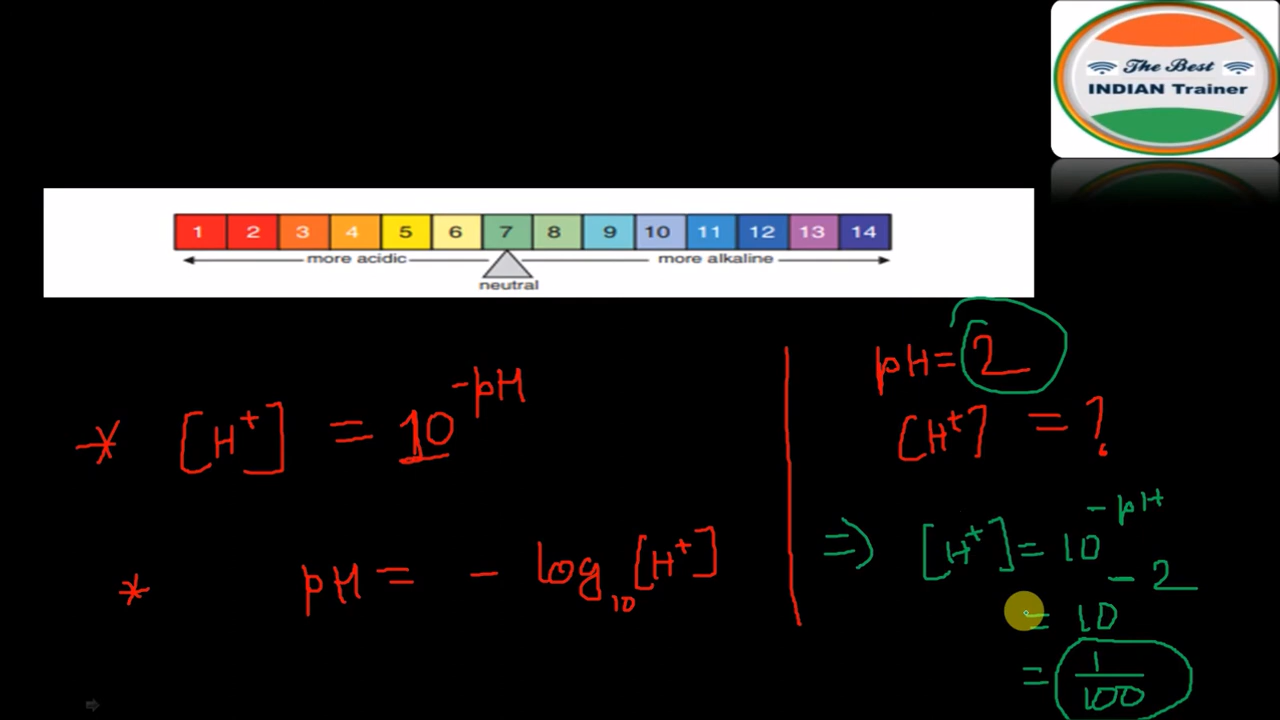 The Best
INDIAN Trainer
1 2 3 4 5 6 7 8 9 10 11 12 13 14
more acidic more alkaline
neutral
* [H⁺] = 10^-pH
* pH = - log₁₀ [H⁺]
pH = 2
[H⁺] = ?
⇒ [H⁺] = 10^-pH
= 10^-2
= 1/100